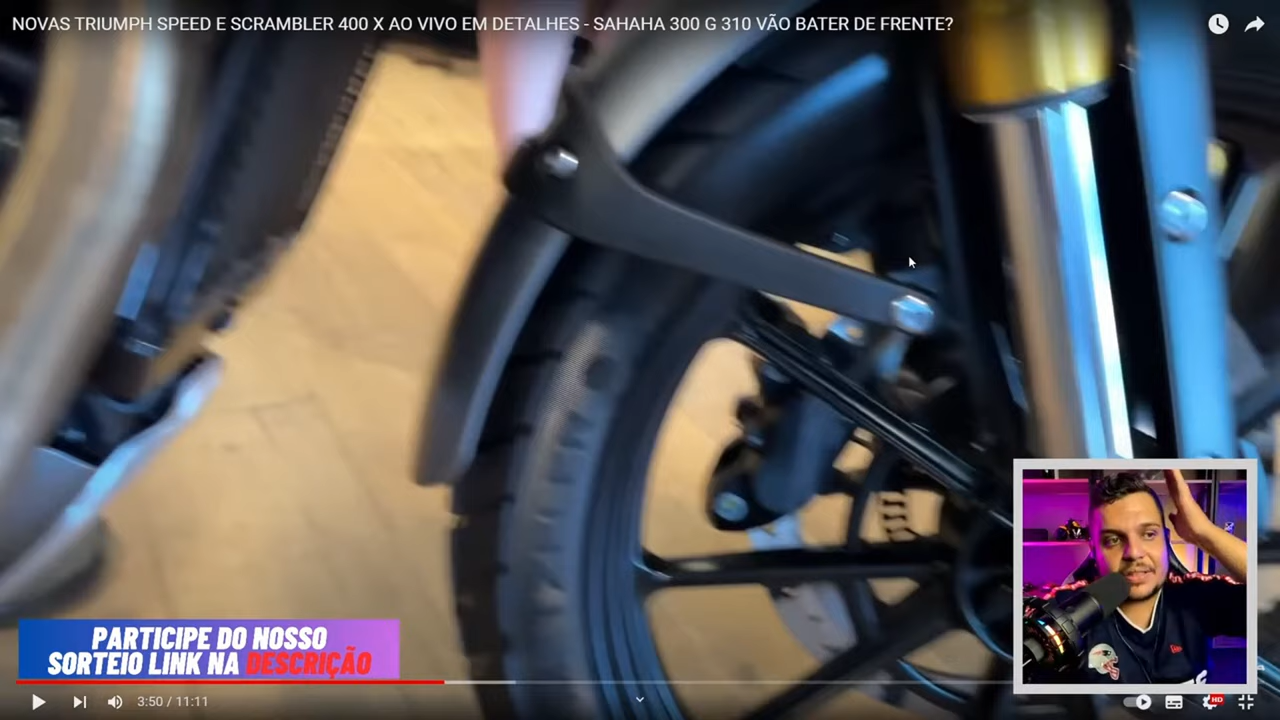 NOVAS TRIUMPH SPEED E SCRAMBLER 400 X AO VIVO EM DETALHES - SAHAHA 300 G 310 VÃO BATER DE FRENTE?
PARTICIPE DO NOSSO
SORTEIO LINK NA DESCRIÇÃO
3:50 / 11:11
HD